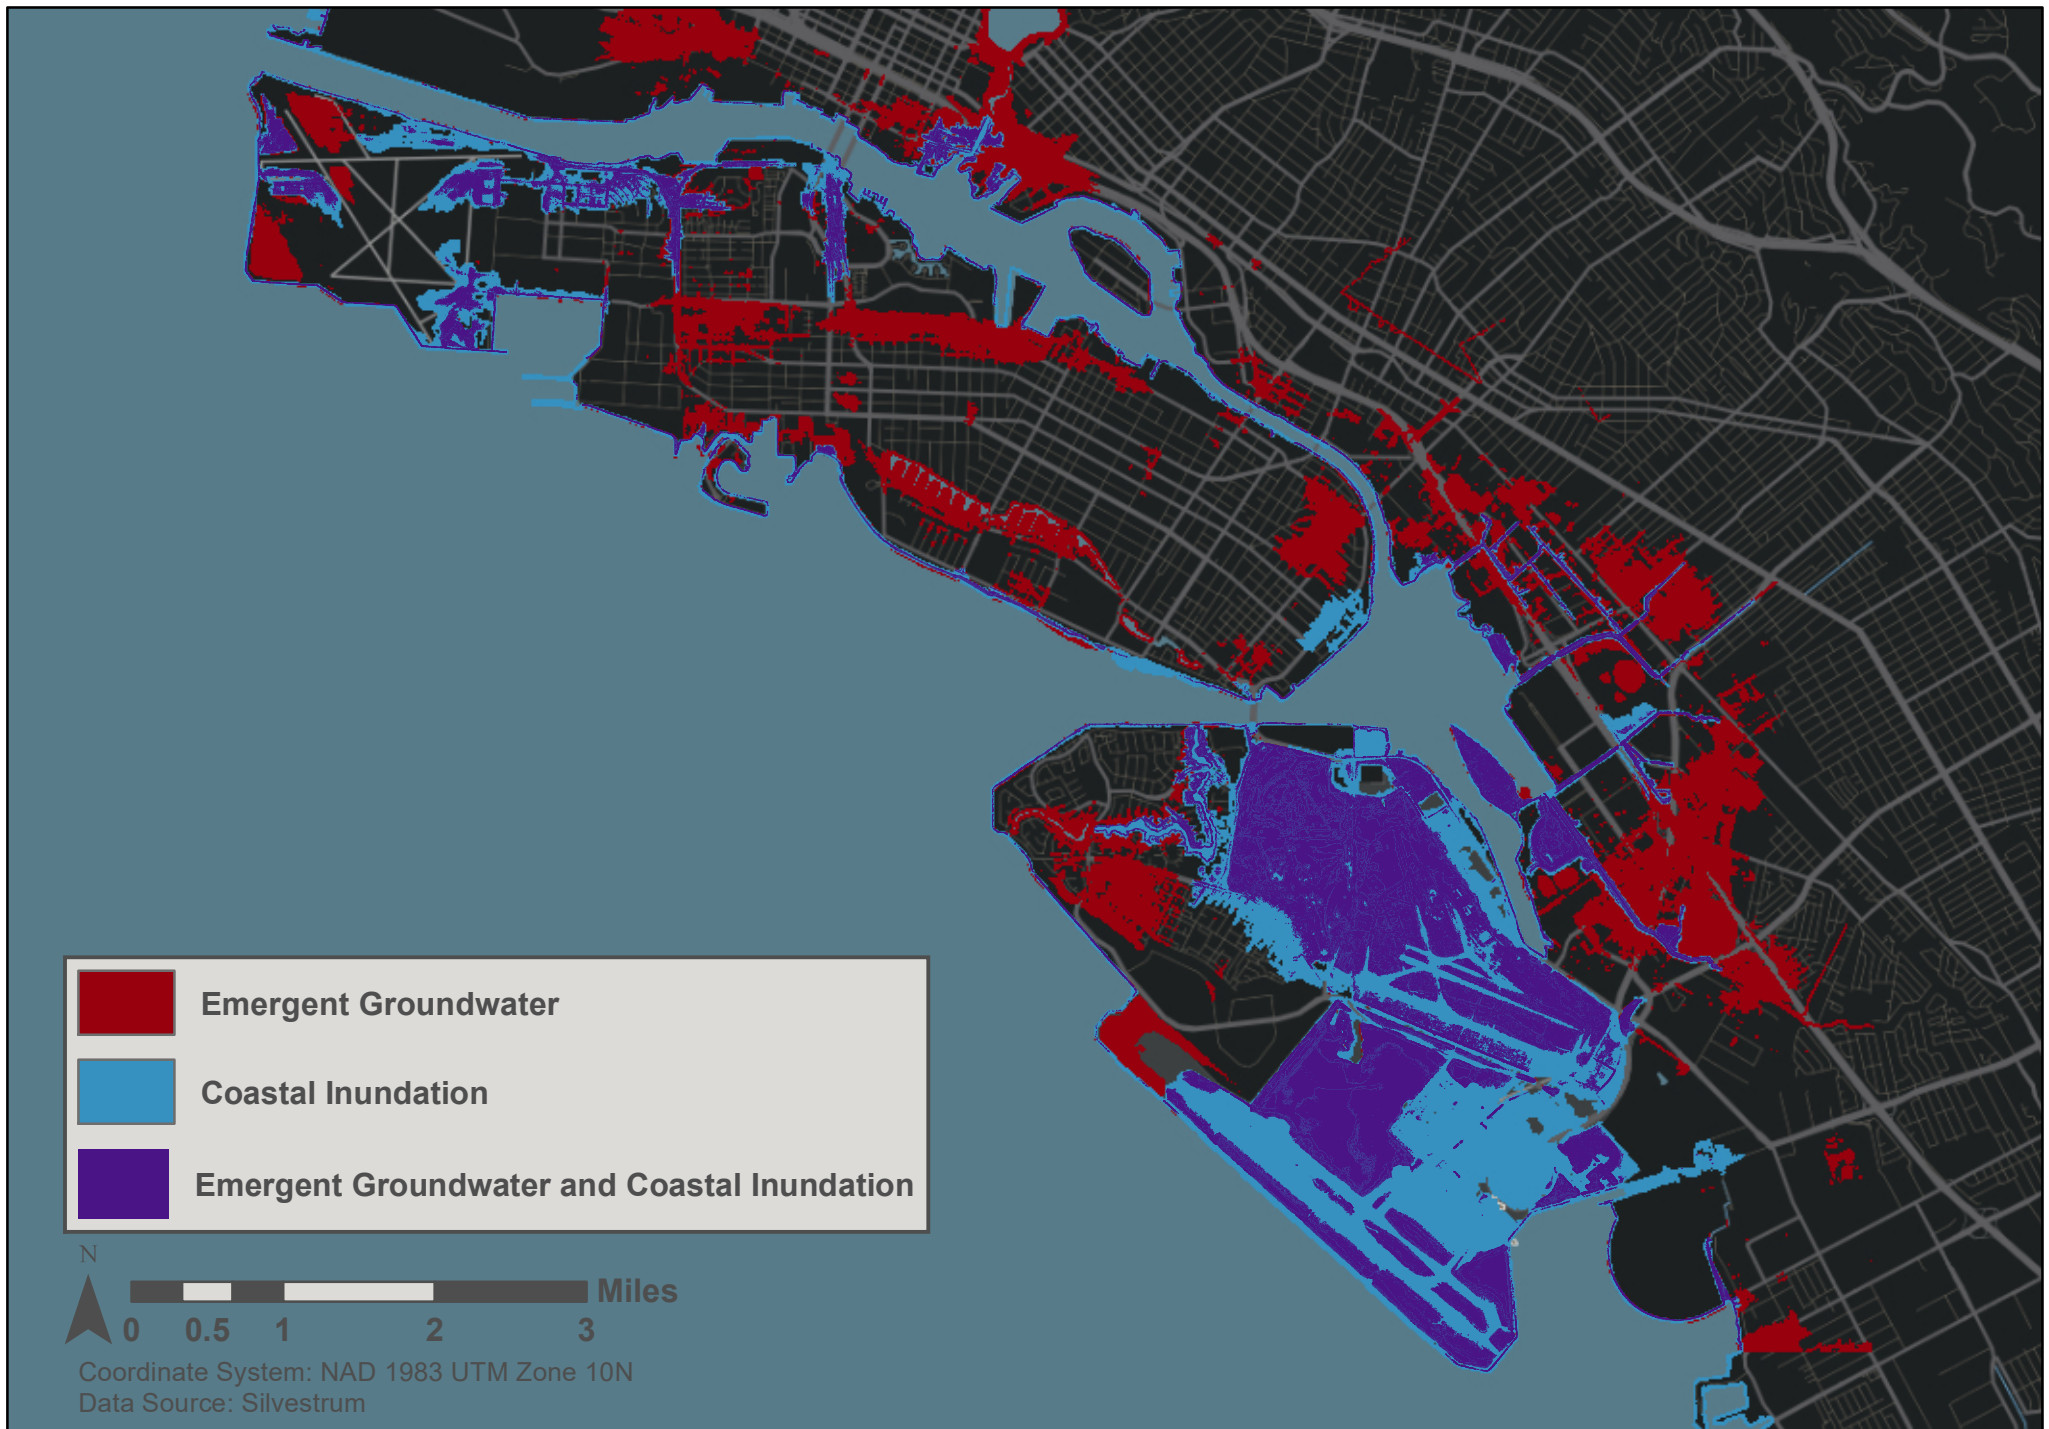 Emergent Groundwater
Coastal Inundation
Emergent Groundwater and Coastal Inundation
N
Miles
0 0.5 1 2 3
Coordinate System: NAD 1983 UTM Zone 10N
Data Source: Silvestrum